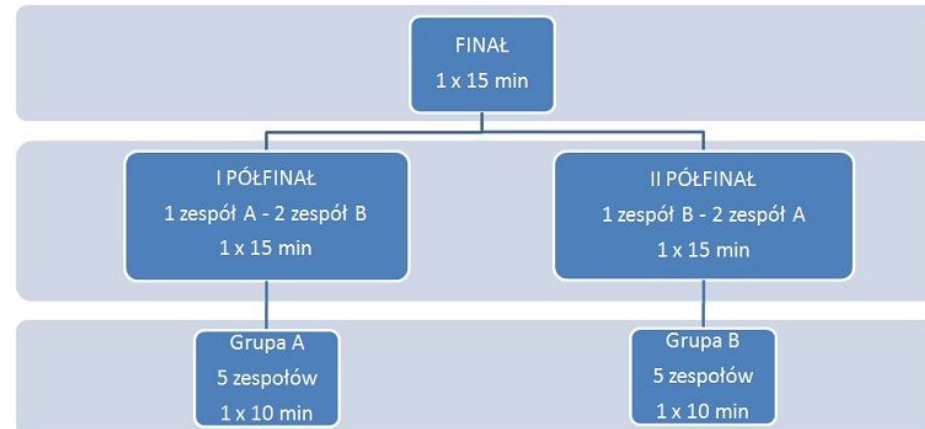 FINAŁ
1 x 15 min
I PÓŁFINAŁ
1 zespół A - 2 zespół B
1 x 15 min
II PÓŁFINAŁ
1 zespół B - 2 zespół A
1 x 15 min
Grupa A
5 zespołów
1 x 10 min
Grupa B
5 zespołów
1 x 10 min